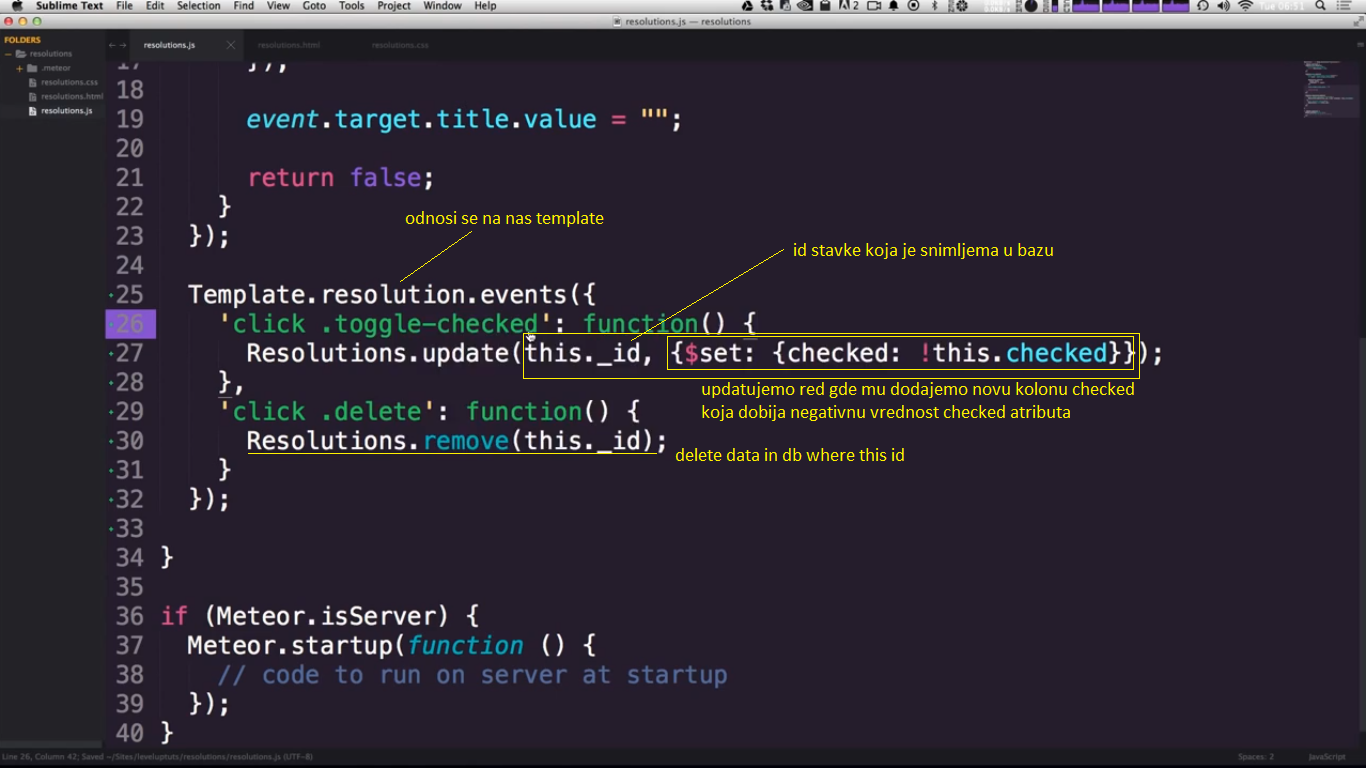 Sublime Text File Edit Selection Find View Goto Tools Project Window Help
resolutions.js — resolutions
FOLDERS
resolutions
.meteor
resolutions.css
resolutions.html
resolutions.js
resolutions.js resolutions.html resolutions.css
17 });
18
19 event.target.title.value = "";
20
21 return false;
22 }
23 });
odnosi se na nas template
24
id stavke koja je snimljema u bazu
25 Template.resolution.events({
26 'click .toggle-checked': function() {
27 Resolutions.update(this._id, {$set: {checked: !this.checked}});
28 },
updatujemo red gde mu dodajemo novu kolonu checked
koja dobija negativnu vrednost checked atributa
29 'click .delete': function() {
30 Resolutions.remove(this._id);
delete data in db where this id
31 }
32 });
33
34 }
35
36 if (Meteor.isServer) {
37 Meteor.startup(function () {
38 // code to run on server at startup
39 });
40 }
Line 26, Column 42; Saved ~/Sites/leveluptuts/resolutions/resolutions.js (UTF-8)
Spaces: 2 JavaScript